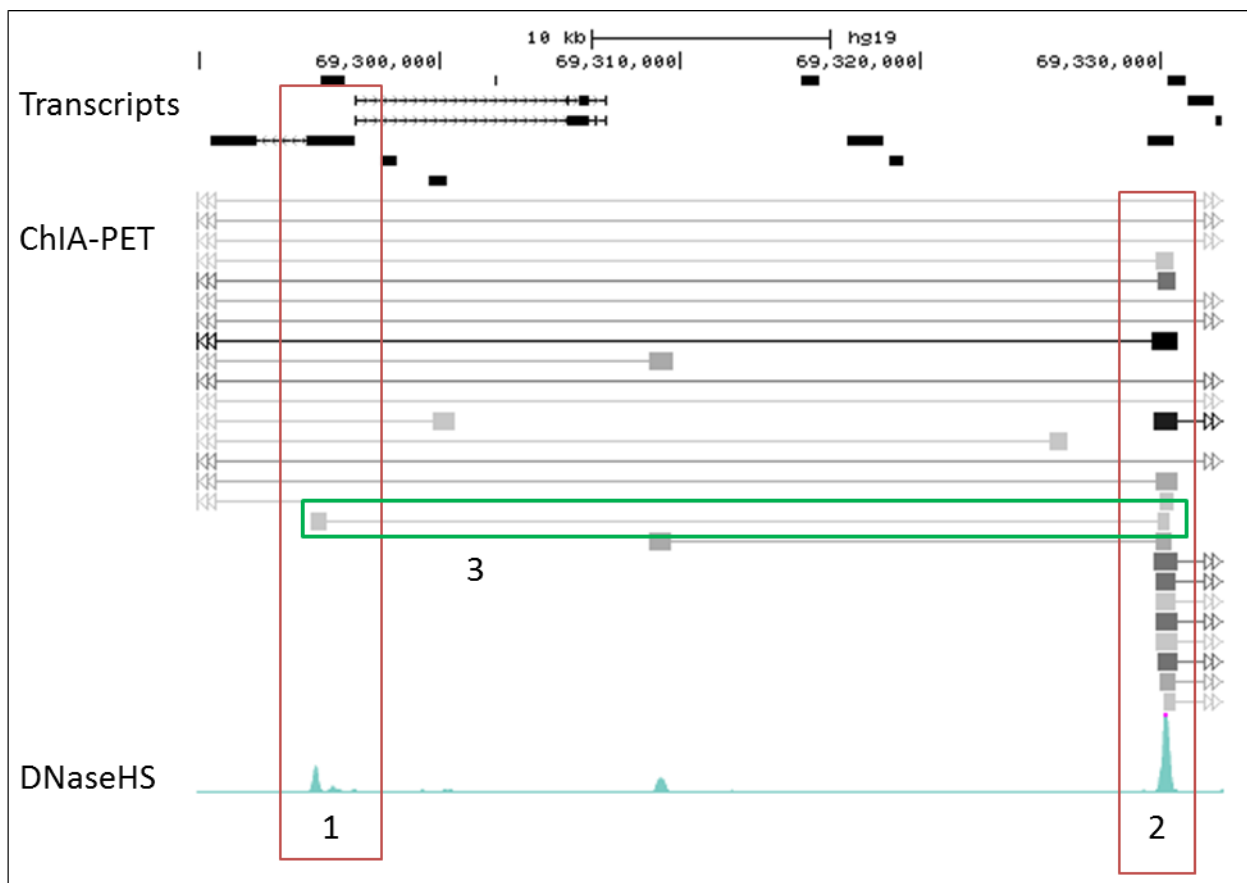 10 kb hg19
69,300,000 69,310,000 69,320,000 69,330,000
Transcripts
ChIA-PET
3
DNaseHS
1 2